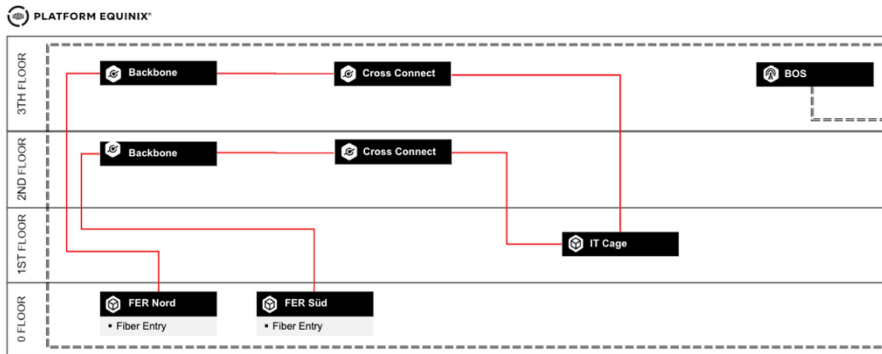 PLATFORM EQUINIX®
3TH FLOOR
Backbone
Cross Connect
BOS
2ND FLOOR
Backbone
Cross Connect
1ST FLOOR
IT Cage
0 FLOOR
FER Nord
▪ Fiber Entry
FER Süd
▪ Fiber Entry